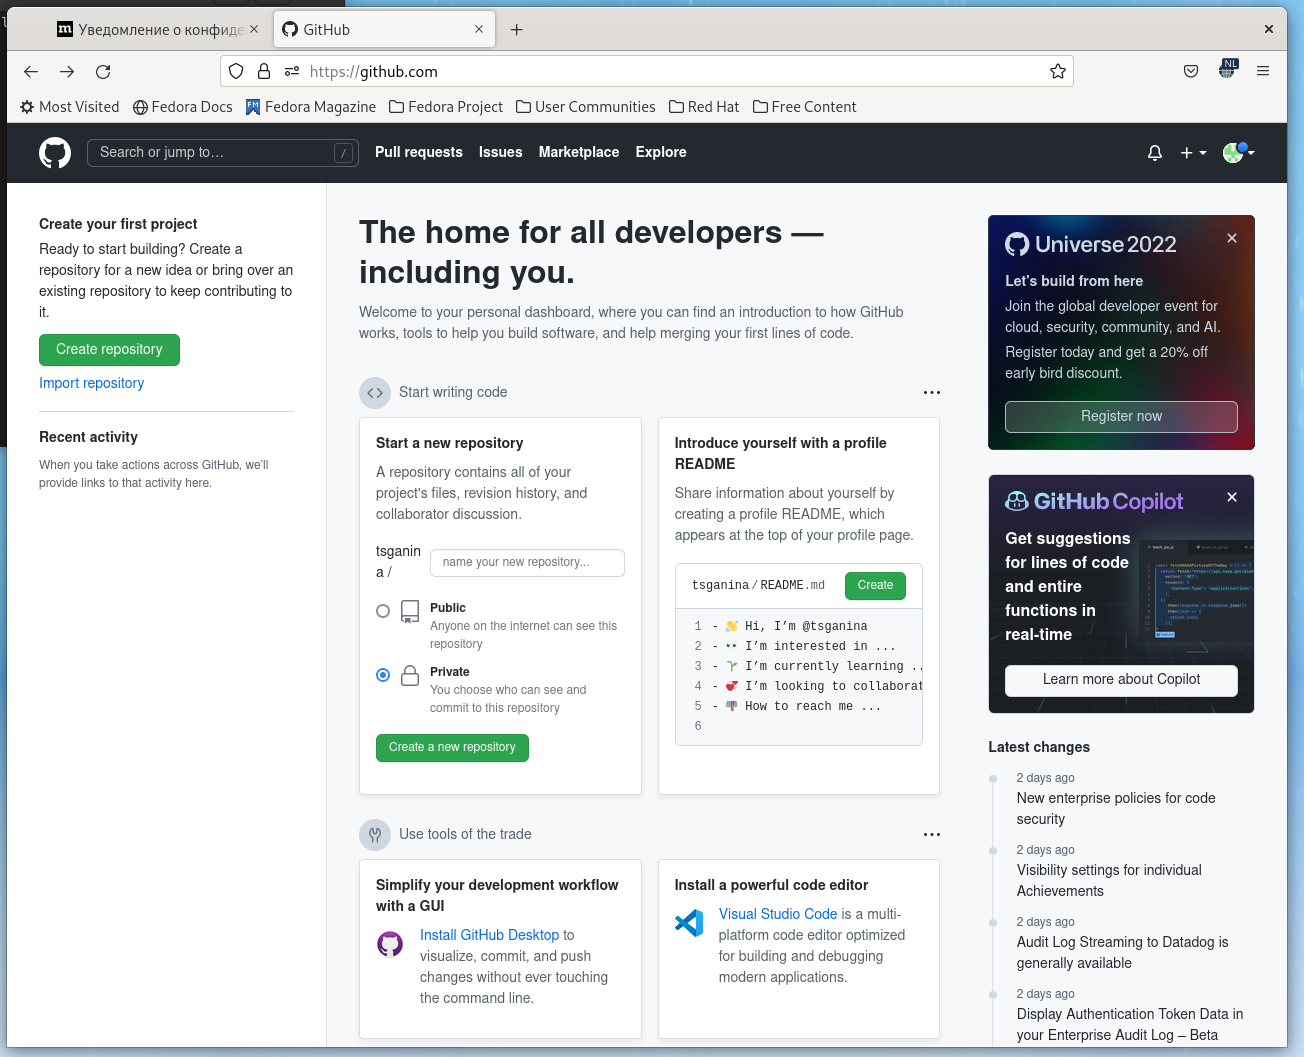 Уведомление о конфиде
GitHub
https://github.com
NL
Most Visited
Fedora Docs
Fedora Magazine
Fedora Project
User Communities
Red Hat
Free Content
Search or jump to…
/
Pull requests
Issues
Marketplace
Explore
Create your first project
Ready to start building? Create a
repository for a new idea or bring over an
existing repository to keep contributing to
it.
Create repository
Import repository
Recent activity
When you take actions across GitHub, we'll
provide links to that activity here.
The home for all developers —
including you.
Welcome to your personal dashboard, where you can find an introduction to how GitHub
works, tools to help you build software, and help merging your first lines of code.
Start writing code
Start a new repository
A repository contains all of your
project's files, revision history, and
collaborator discussion.
tsganin
a /
name your new repository...
Public
Anyone on the internet can see this
repository
Private
You choose who can see and
commit to this repository
Create a new repository
Introduce yourself with a profile
README
Share information about yourself by
creating a profile README, which
appears at the top of your profile page.
tsganina / README.md
Create
1 - 👋 Hi, I'm @tsganina
2 - 👀 I'm interested in ...
3 - 🌱 I'm currently learning ..
4 - 💞️ I'm looking to collaborat
5 - 📫 How to reach me ...
6
Use tools of the trade
Simplify your development workflow
with a GUI
Install GitHub Desktop to
visualize, commit, and push
changes without ever touching
the command line.
Install a powerful code editor
Visual Studio Code is a multi-
platform code editor optimized
for building and debugging
modern applications.
Universe 2022
Let's build from here
Join the global developer event for
cloud, security, community, and AI.
Register today and get a 20% off
early bird discount.
Register now
GitHub Copilot
Get suggestions
for lines of code
and entire
functions in
real-time
Learn more about Copilot
Latest changes
2 days ago
New enterprise policies for code
security
2 days ago
Visibility settings for individual
Achievements
2 days ago
Audit Log Streaming to Datadog is
generally available
2 days ago
Display Authentication Token Data in
your Enterprise Audit Log – Beta